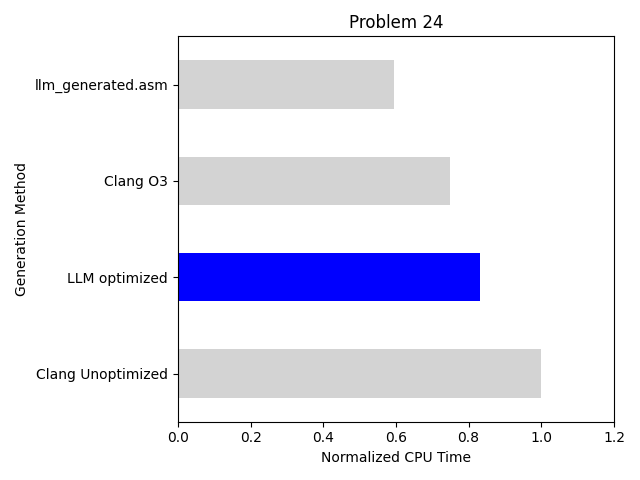 Problem 24
Generation Method
llm_generated.asm
Clang O3
LLM optimized
Clang Unoptimized
0.0 0.2 0.4 0.6 0.8 1.0 1.2
Normalized CPU Time